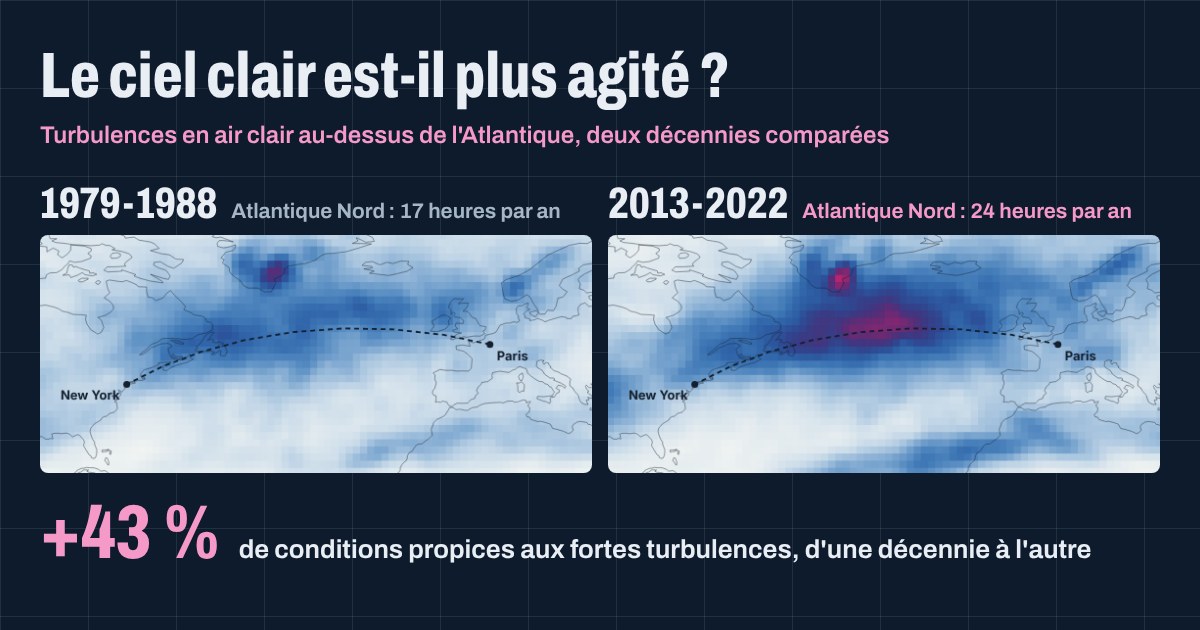 Le ciel clair est-il plus agité ?
Turbulences en air clair au-dessus de l'Atlantique, deux décennies comparées
1979-1988 Atlantique Nord : 17 heures par an
New York
Paris
2013-2022 Atlantique Nord : 24 heures par an
New York
Paris
+43 % de conditions propices aux fortes turbulences, d'une décennie à l'autre